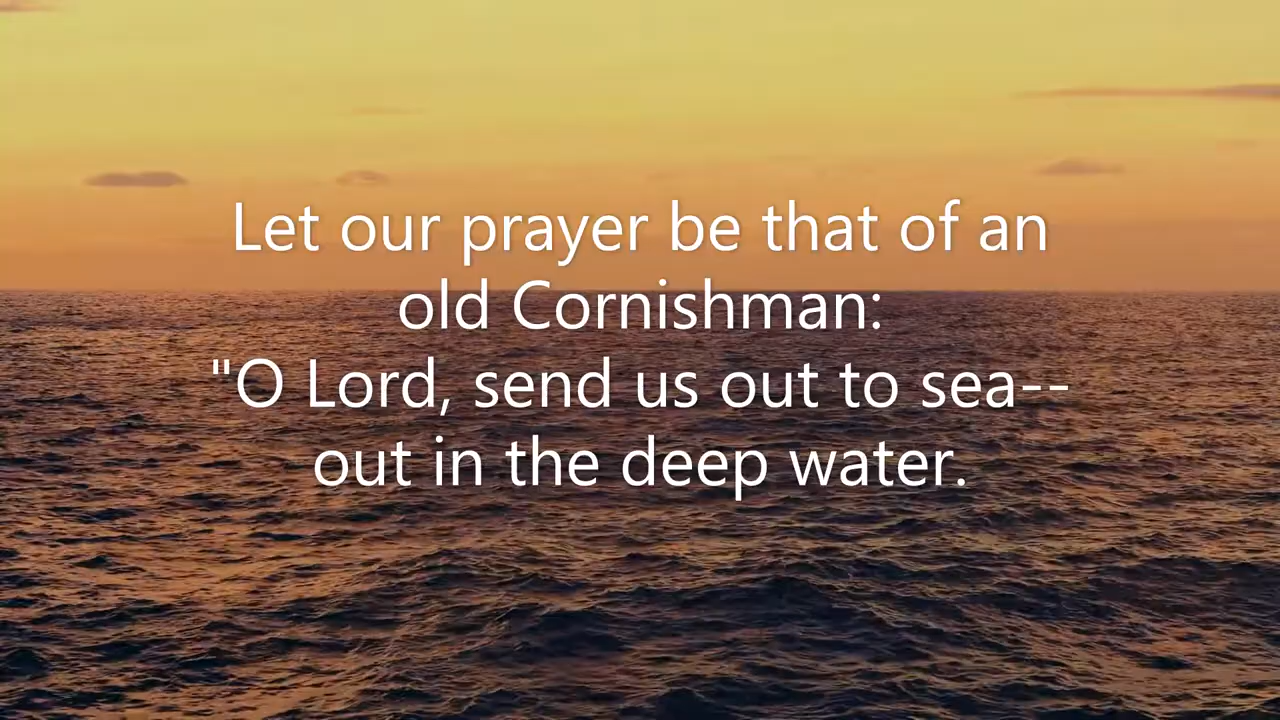 Let our prayer be that of an
old Cornishman:
"O Lord, send us out to sea--
out in the deep water.